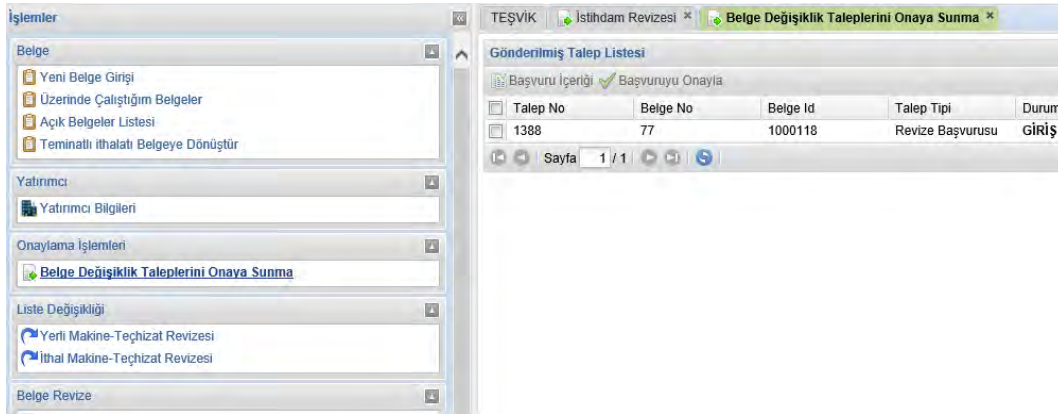 İşlemler
Belge
Yeni Belge Girişi
Üzerinde Çalıştığım Belgeler
Açık Belgeler Listesi
Teminatlı ithalatı Belgeye Dönüştür
Yatırımcı
Yatırımcı Bilgileri
Onaylama İşlemleri
Belge Değişiklik Taleplerini Onaya Sunma
Liste Değişikliği
Yerli Makine-Teçhizat Revizesi
İthal Makine-Teçhizat Revizesi
Belge Revize
TEŞVİK İstihdam Revizesi Belge Değişiklik Taleplerini Onaya Sunma
Gönderilmiş Talep Listesi
Başvuru İçeriği Başvuruyu Onayla
Talep No Belge No Belge Id Talep Tipi Durum
1388 77 1000118 Revize Başvurusu GİRİŞ
Sayfa 1 / 1